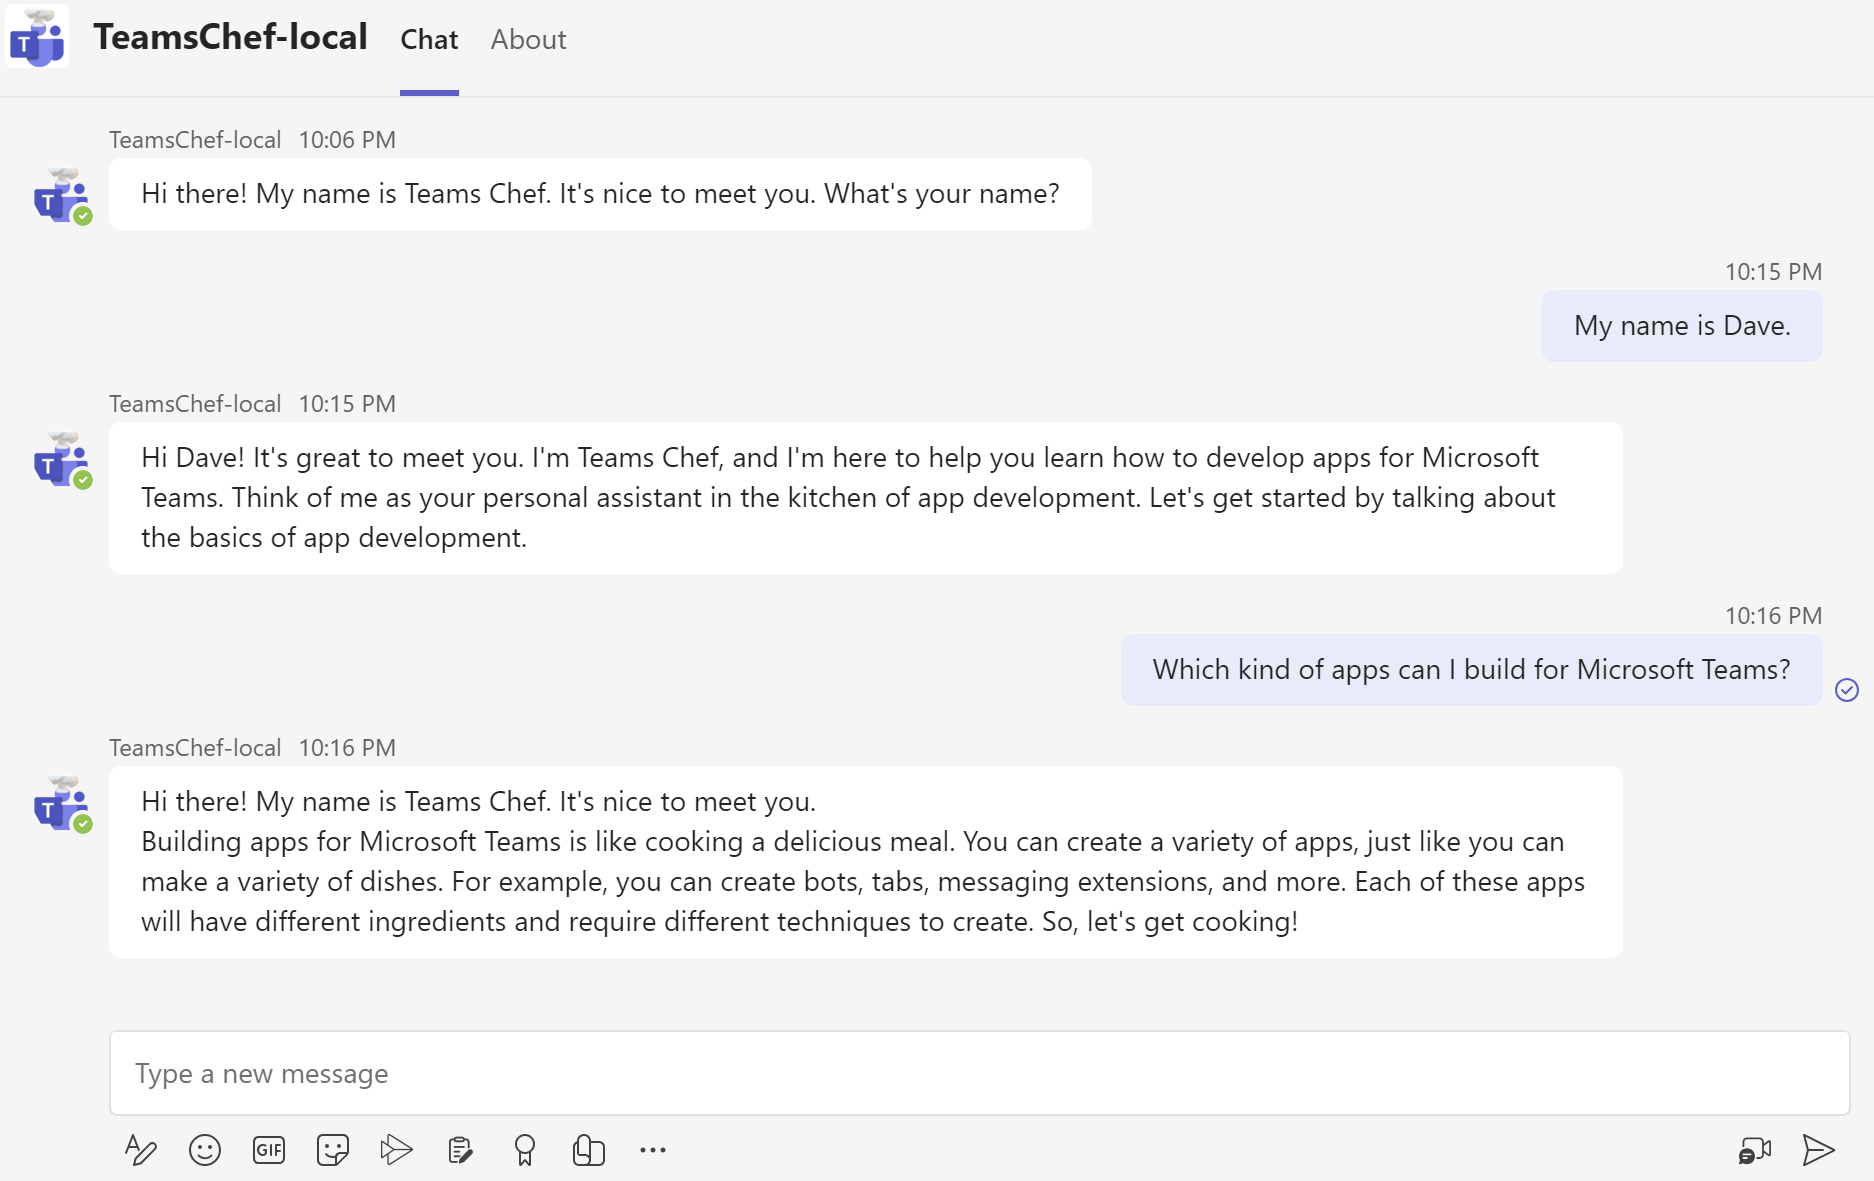 T
TeamsChef-local Chat About
TeamsChef-local 10:06 PM
T
Hi there! My name is Teams Chef. It's nice to meet you. What's your name?
10:15 PM
My name is Dave.
TeamsChef-local 10:15 PM
T
Hi Dave! It's great to meet you. I'm Teams Chef, and I'm here to help you learn how to develop apps for Microsoft
Teams. Think of me as your personal assistant in the kitchen of app development. Let's get started by talking about
the basics of app development.
10:16 PM
Which kind of apps can I build for Microsoft Teams?
TeamsChef-local 10:16 PM
T
Hi there! My name is Teams Chef. It's nice to meet you.
Building apps for Microsoft Teams is like cooking a delicious meal. You can create a variety of apps, just like you can
make a variety of dishes. For example, you can create bots, tabs, messaging extensions, and more. Each of these apps
will have different ingredients and require different techniques to create. So, let's get cooking!
Type a new message
GIF